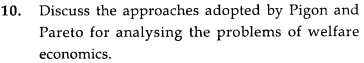 10. Discuss the approaches adopted by Pigon and
Pareto for analysing the problems of welfare
economics.